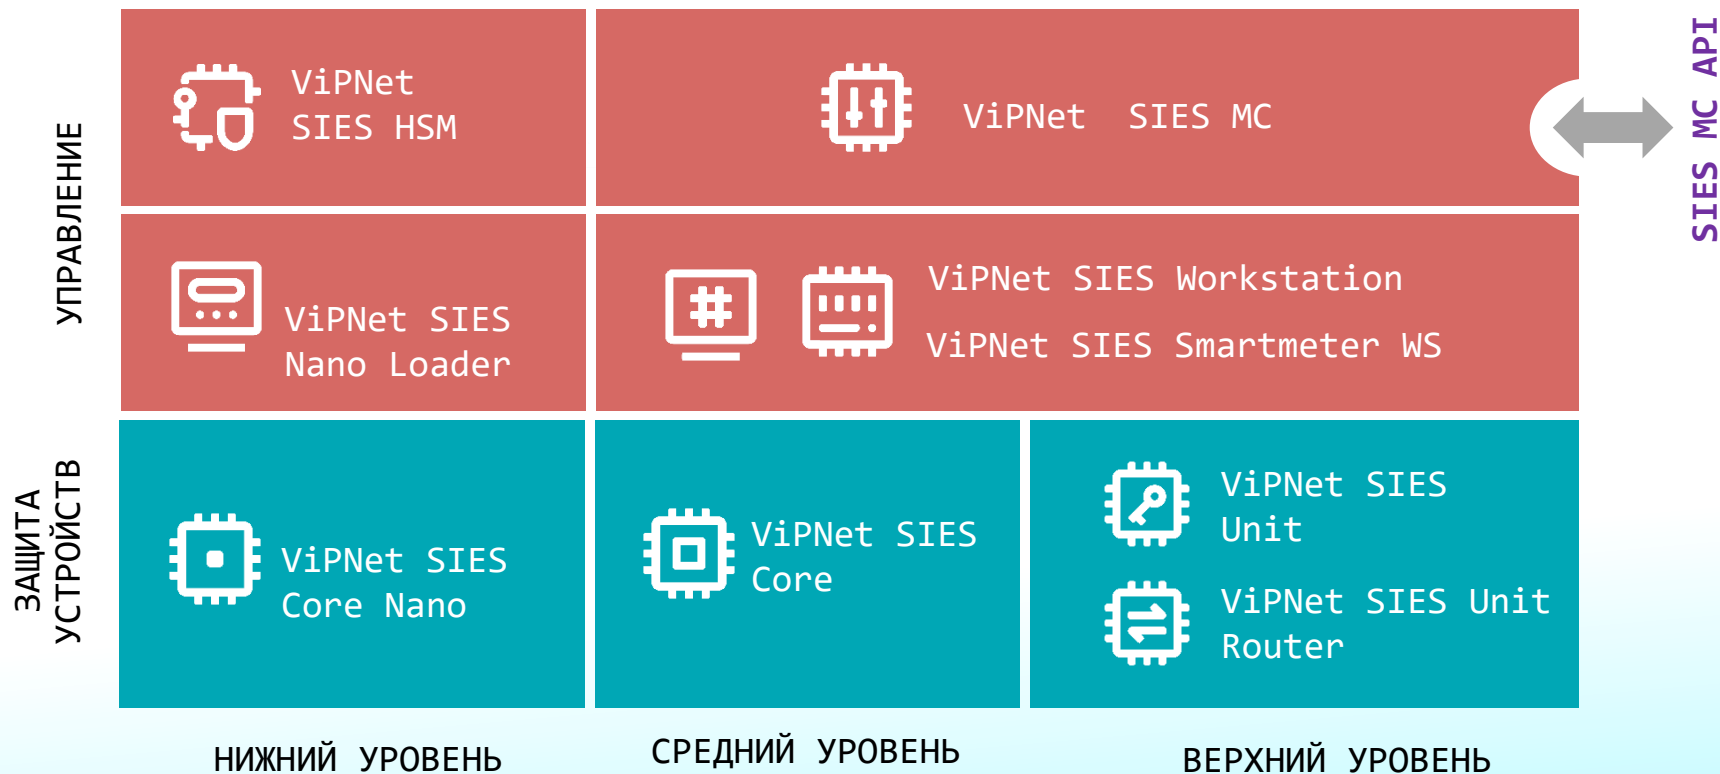 УПРАВЛЕНИЕ
ViPNet
SIES HSM
ViPNet SIES MC
SIES MC API
ViPNet SIES
Nano Loader
ViPNet SIES Workstation
ViPNet SIES Smartmeter WS
ЗАЩИТА
УСТРОЙСТВ
ViPNet SIES
Core Nano
ViPNet SIES
Core
ViPNet SIES
Unit
ViPNet SIES Unit
Router
НИЖНИЙ УРОВЕНЬ
СРЕДНИЙ УРОВЕНЬ
ВЕРХНИЙ УРОВЕНЬ